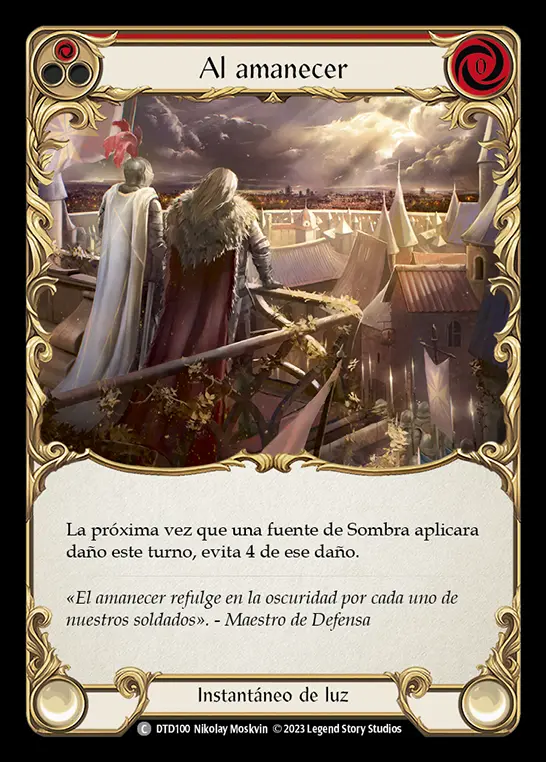 Al amanecer
0
La próxima vez que una fuente de Sombra aplicara
daño este turno, evita 4 de ese daño.
«El amanecer refulge en la oscuridad por cada uno de
nuestros soldados». - Maestro de Defensa
Instantáneo de luz
C DTD100 Nikolay Moskvin © 2023 Legend Story Studios